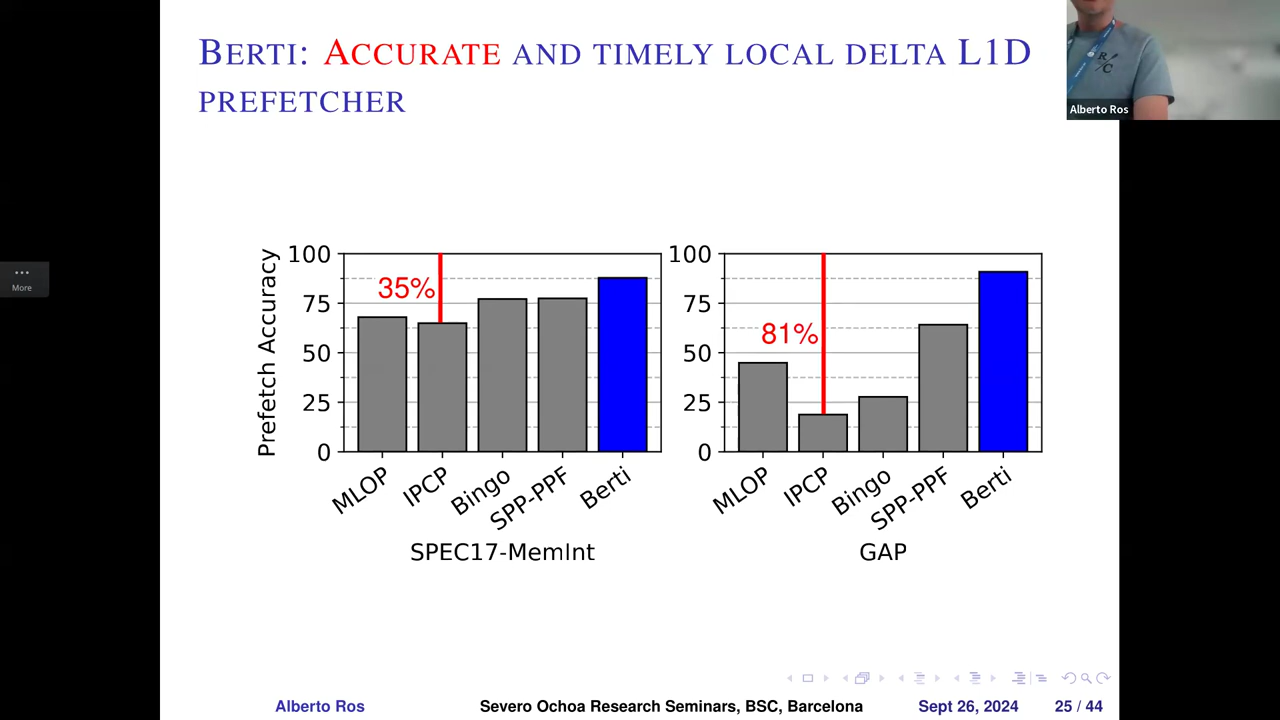 BERTI: ACCURATE AND TIMELY LOCAL DELTA L1D
PREFETCHER
R/C
Alberto Ros
More
Prefetch Accuracy
100
75
50
25
0
35%
MLOP
IPCP
Bingo
SPP-PPF
Berti
SPEC17-MemInt
100
75
50
25
0
81%
MLOP
IPCP
Bingo
SPP-PPF
Berti
GAP
Alberto Ros Severo Ochoa Research Seminars, BSC, Barcelona Sept 26, 2024 25 / 44